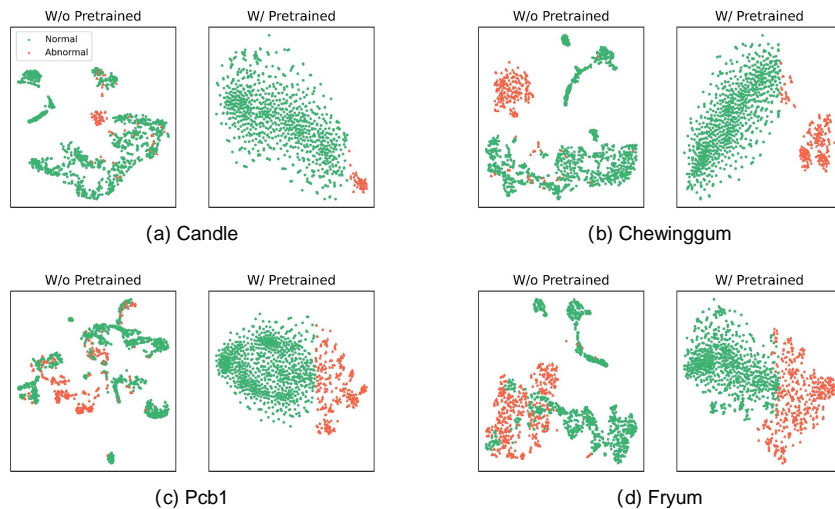 W/o Pretrained
W/ Pretrained
Normal
Abnormal
(a) Candle
W/o Pretrained
W/ Pretrained
(b) Chewinggum
W/o Pretrained
W/ Pretrained
(c) Pcb1
W/o Pretrained
W/ Pretrained
(d) Fryum